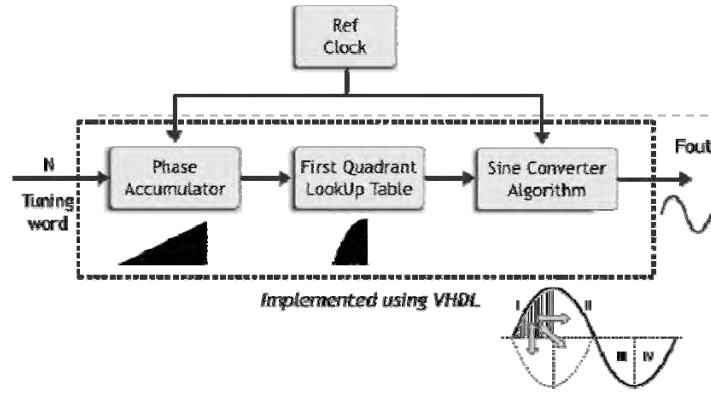 Ref
Clock
N
Tuning
word
Phase
Accumulator
First Quadrant
LookUp Table
Sine Converter
Algorithm
Fout
Implemented using VHDL
I
II
III
IV